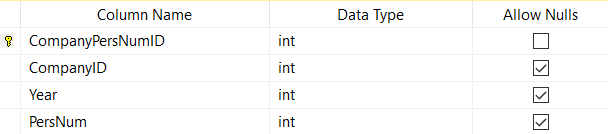 Column Name Data Type Allow Nulls
CompanyPersNumID int
CompanyID int
Year int
PersNum int